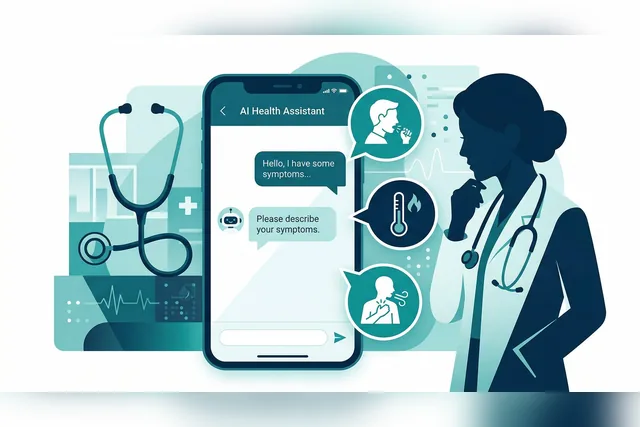 AI Health Assistant
Hello, I have some
symptoms...
Please describe
your symptoms.